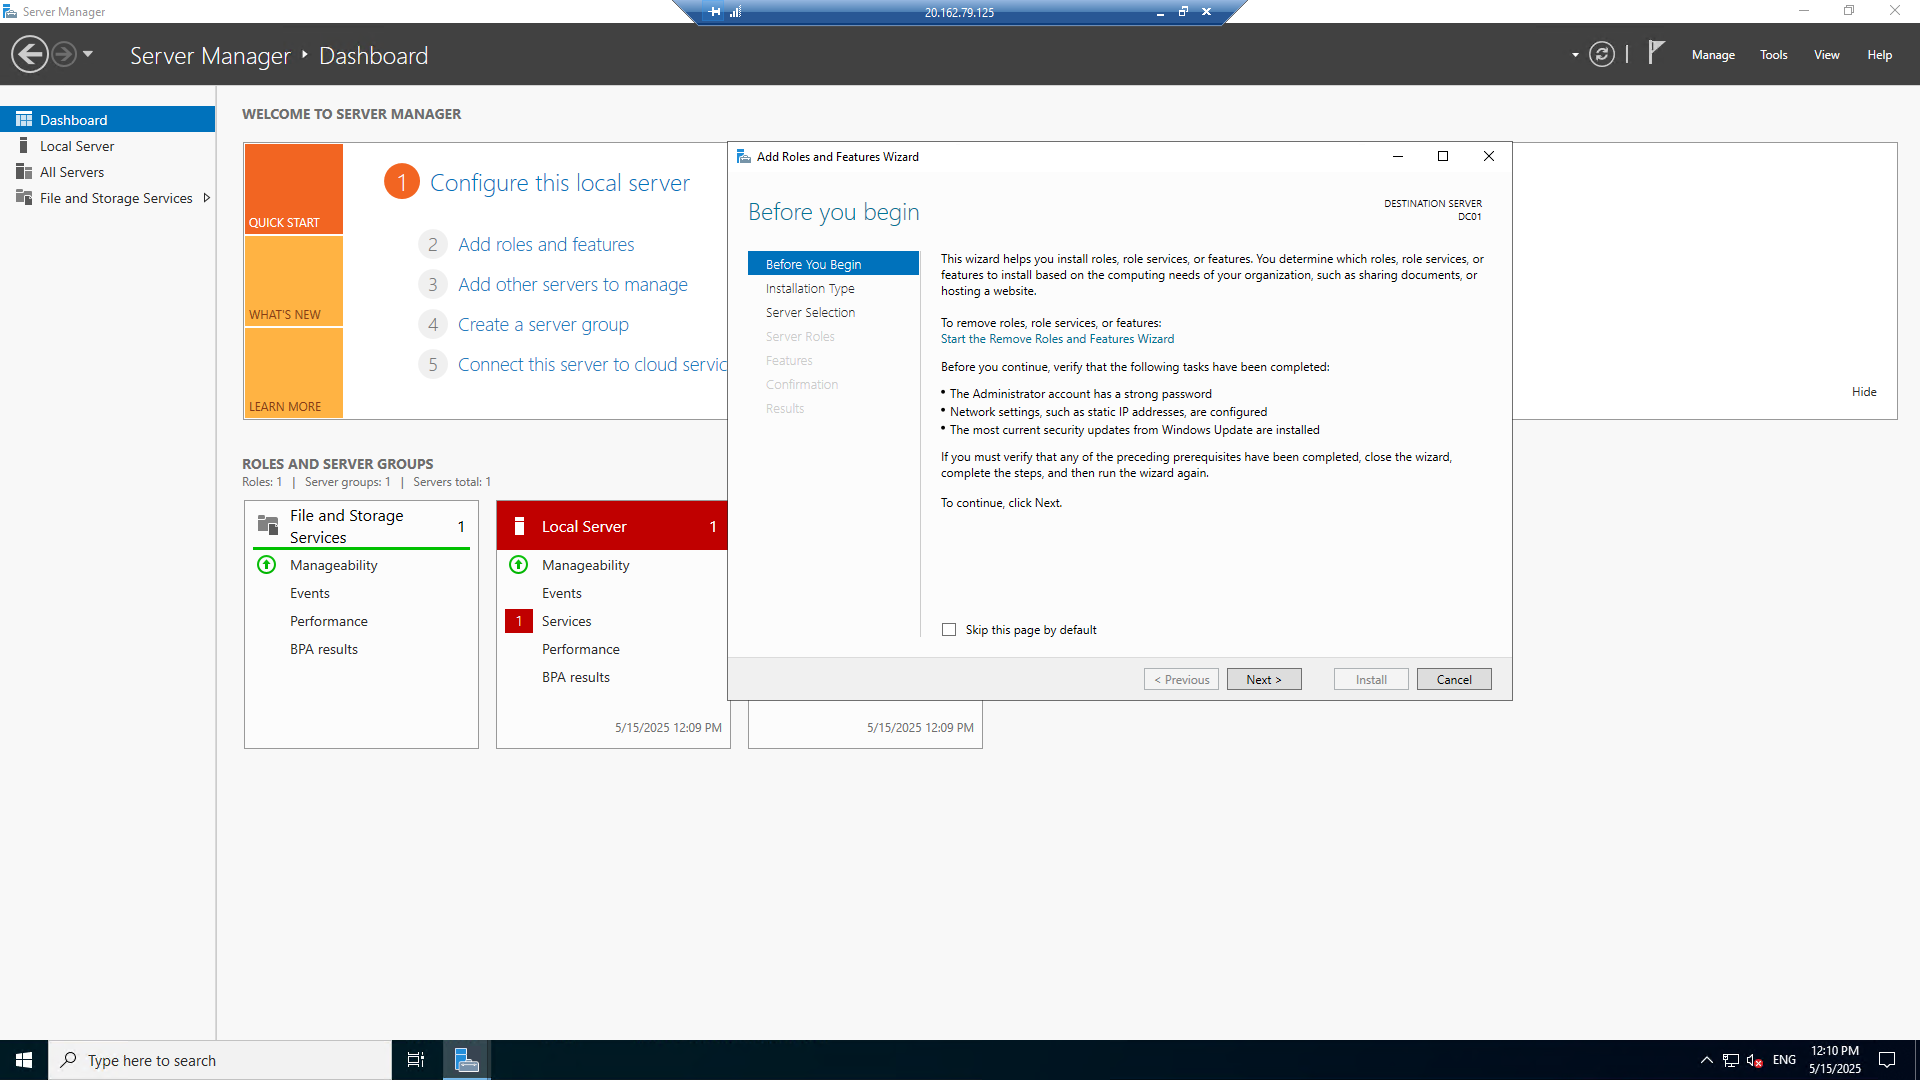 Server Manager
20.162.79.125
Server Manager
Dashboard
Manage
Tools
View
Help
Dashboard
Local Server
All Servers
File and Storage Services
WELCOME TO SERVER MANAGER
QUICK START
WHAT'S NEW
LEARN MORE
1 Configure this local server
2 Add roles and features
3 Add other servers to manage
4 Create a server group
5 Connect this server to cloud servic
Hide
ROLES AND SERVER GROUPS
Roles: 1 | Server groups: 1 | Servers total: 1
File and Storage
Services
1
Manageability
Events
Performance
BPA results
Local Server 1
Manageability
Events
1 Services
Performance
BPA results
5/15/2025 12:09 PM
5/15/2025 12:09 PM
Add Roles and Features Wizard
Before you begin
DESTINATION SERVER
DC01
Before You Begin
Installation Type
Server Selection
Server Roles
Features
Confirmation
Results
This wizard helps you install roles, role services, or features. You determine which roles, role services, or
features to install based on the computing needs of your organization, such as sharing documents, or
hosting a website.
To remove roles, role services, or features:
Start the Remove Roles and Features Wizard
Before you continue, verify that the following tasks have been completed:
• The Administrator account has a strong password
• Network settings, such as static IP addresses, are configured
• The most current security updates from Windows Update are installed
If you must verify that any of the preceding prerequisites have been completed, close the wizard,
complete the steps, and then run the wizard again.
To continue, click Next.
Skip this page by default
< Previous
Next >
Install
Cancel
Type here to search
ENG
12:10 PM
5/15/2025